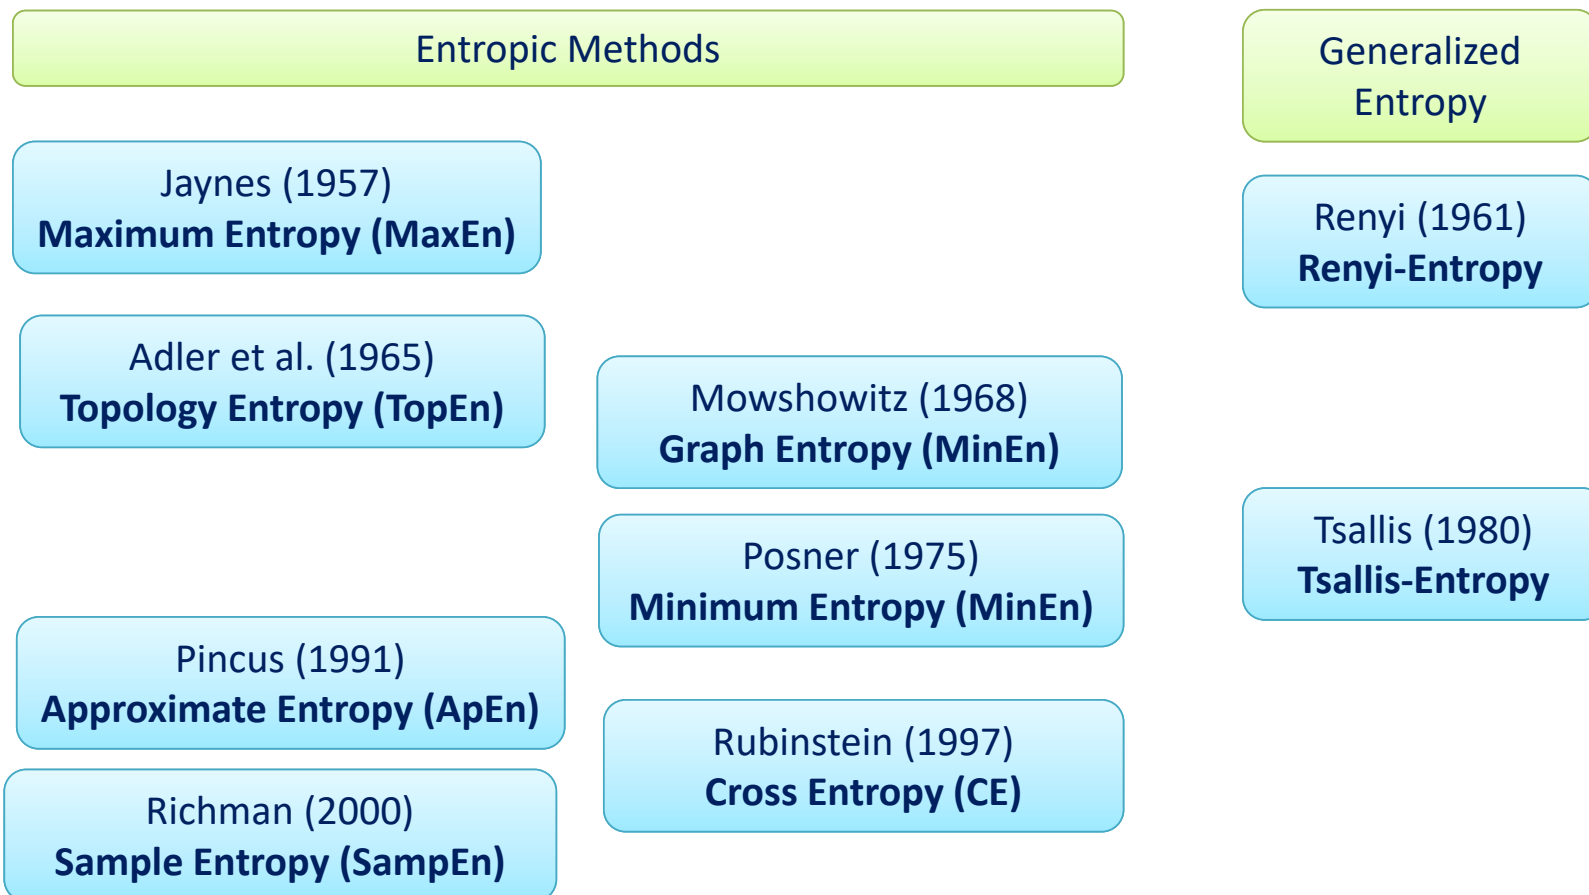 Entropic Methods
Generalized
Entropy
Jaynes (1957)
Maximum Entropy (MaxEn)
Adler et al. (1965)
Topology Entropy (TopEn)
Mowshowitz (1968)
Graph Entropy (MinEn)
Posner (1975)
Minimum Entropy (MinEn)
Pincus (1991)
Approximate Entropy (ApEn)
Rubinstein (1997)
Cross Entropy (CE)
Richman (2000)
Sample Entropy (SampEn)
Renyi (1961)
Renyi-Entropy
Tsallis (1980)
Tsallis-Entropy